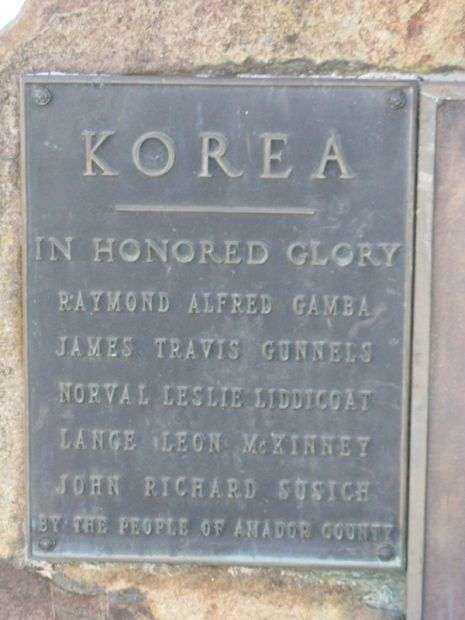 KOREA
IN HONORED GLORY
RAYMOND ALFRED GAMBA
JAMES TRAVIS GUNNELS
NORVAL LESLIE LIDDICOAT
LANCE LEON McKINNEY
JOHN RICHARD SUSICH
BY THE PEOPLE OF AMADOR COUNTY